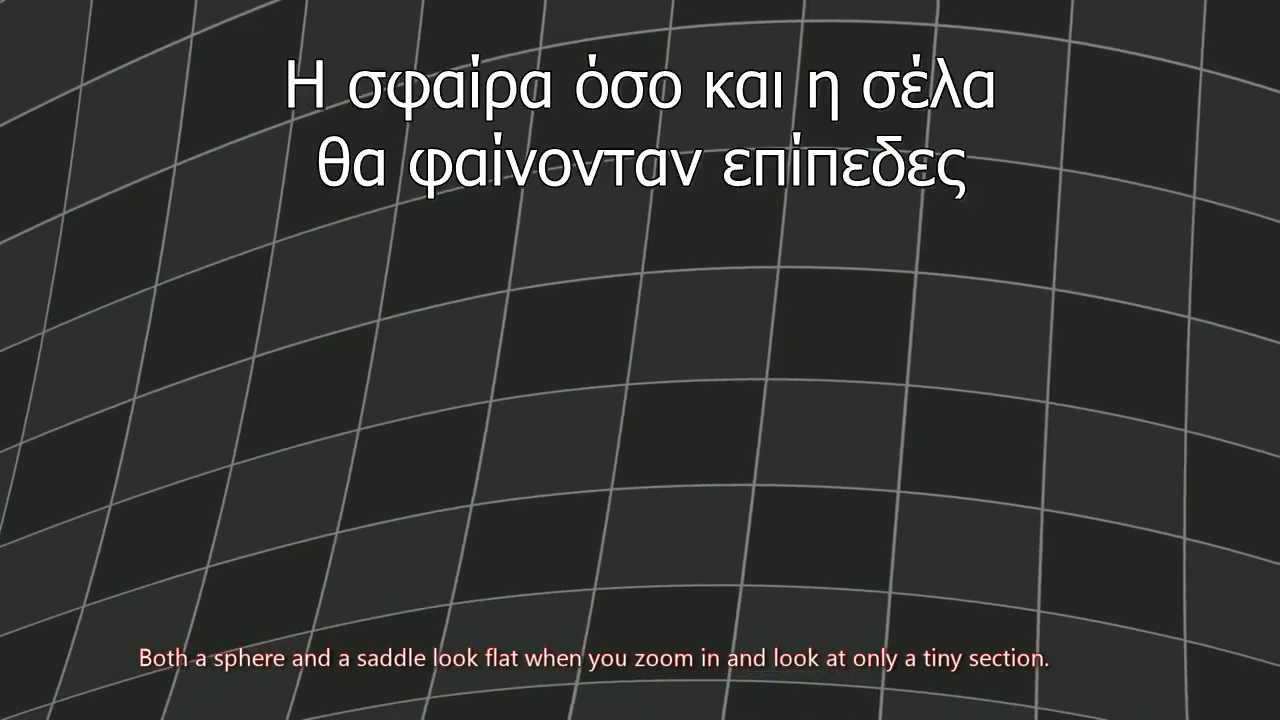 Η σφαίρα όσο και η σέλα
θα φαίνονταν επίπεδες
Both a sphere and a saddle look flat when you zoom in and look at only a tiny section.